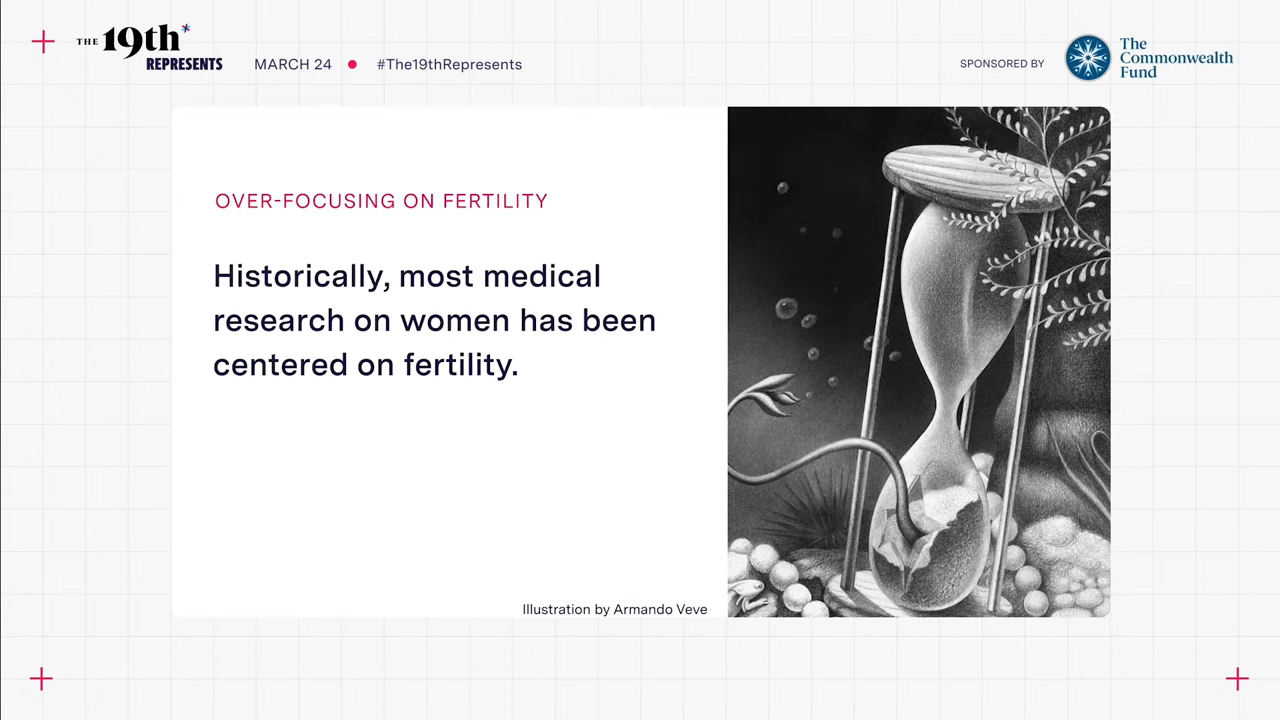 THE 19th*
REPRESENTS
MARCH 24 • #The19thRepresents
SPONSORED BY
The
Commonwealth
Fund
OVER-FOCUSING ON FERTILITY
Historically, most medical
research on women has been
centered on fertility.
Illustration by Armando Veve